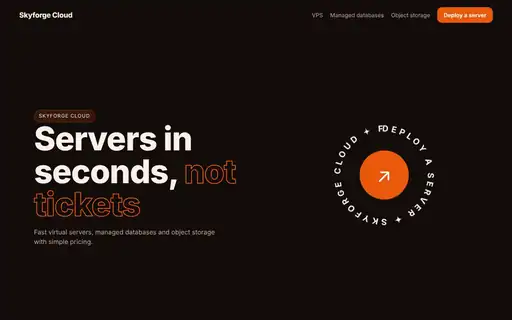 Skyforge Cloud
VPS
Managed databases
Object storage
Deploy a server
SKYFORGE CLOUD
Servers in
seconds, not
tickets
Fast virtual servers, managed databases and object storage
with simple pricing.
DEPLOY A SERVER ✦ SKYFORGE CLOUD ✦